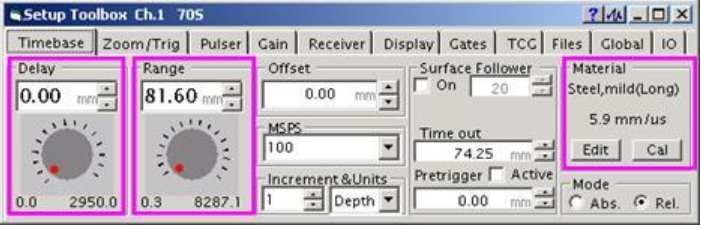 Setup Toolbox Ch.1 70S
Timebase Zoom/Trig Pulser Gain Receiver Display Gates TCG Files Global IO
Delay
0.00 mm
0.0 2950.0
Range
81.60 mm
0.3 8287.1
Offset
0.00 mm
MSPS
100
Increment &Units
1 Depth
Surface Follower
On 20
Time out
74.25 mm
Pretrigger Active
0.00 mm
Material
Steel,mild(Long)
5.9 mm/us
Edit Cal
Mode
Abs. Rel.